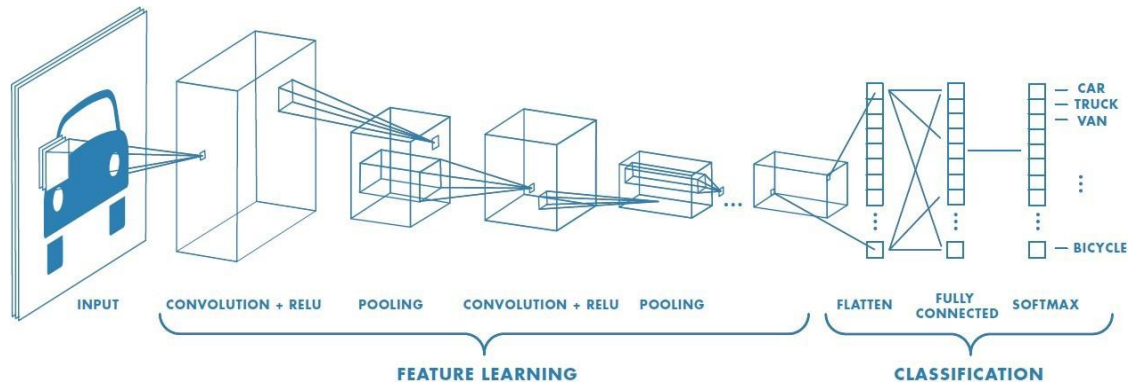 CAR
TRUCK
VAN
BICYCLE
INPUT
CONVOLUTION + RELU
POOLING
CONVOLUTION + RELU
POOLING
FLATTEN
FULLY
CONNECTED
SOFTMAX
FEATURE LEARNING
CLASSIFICATION